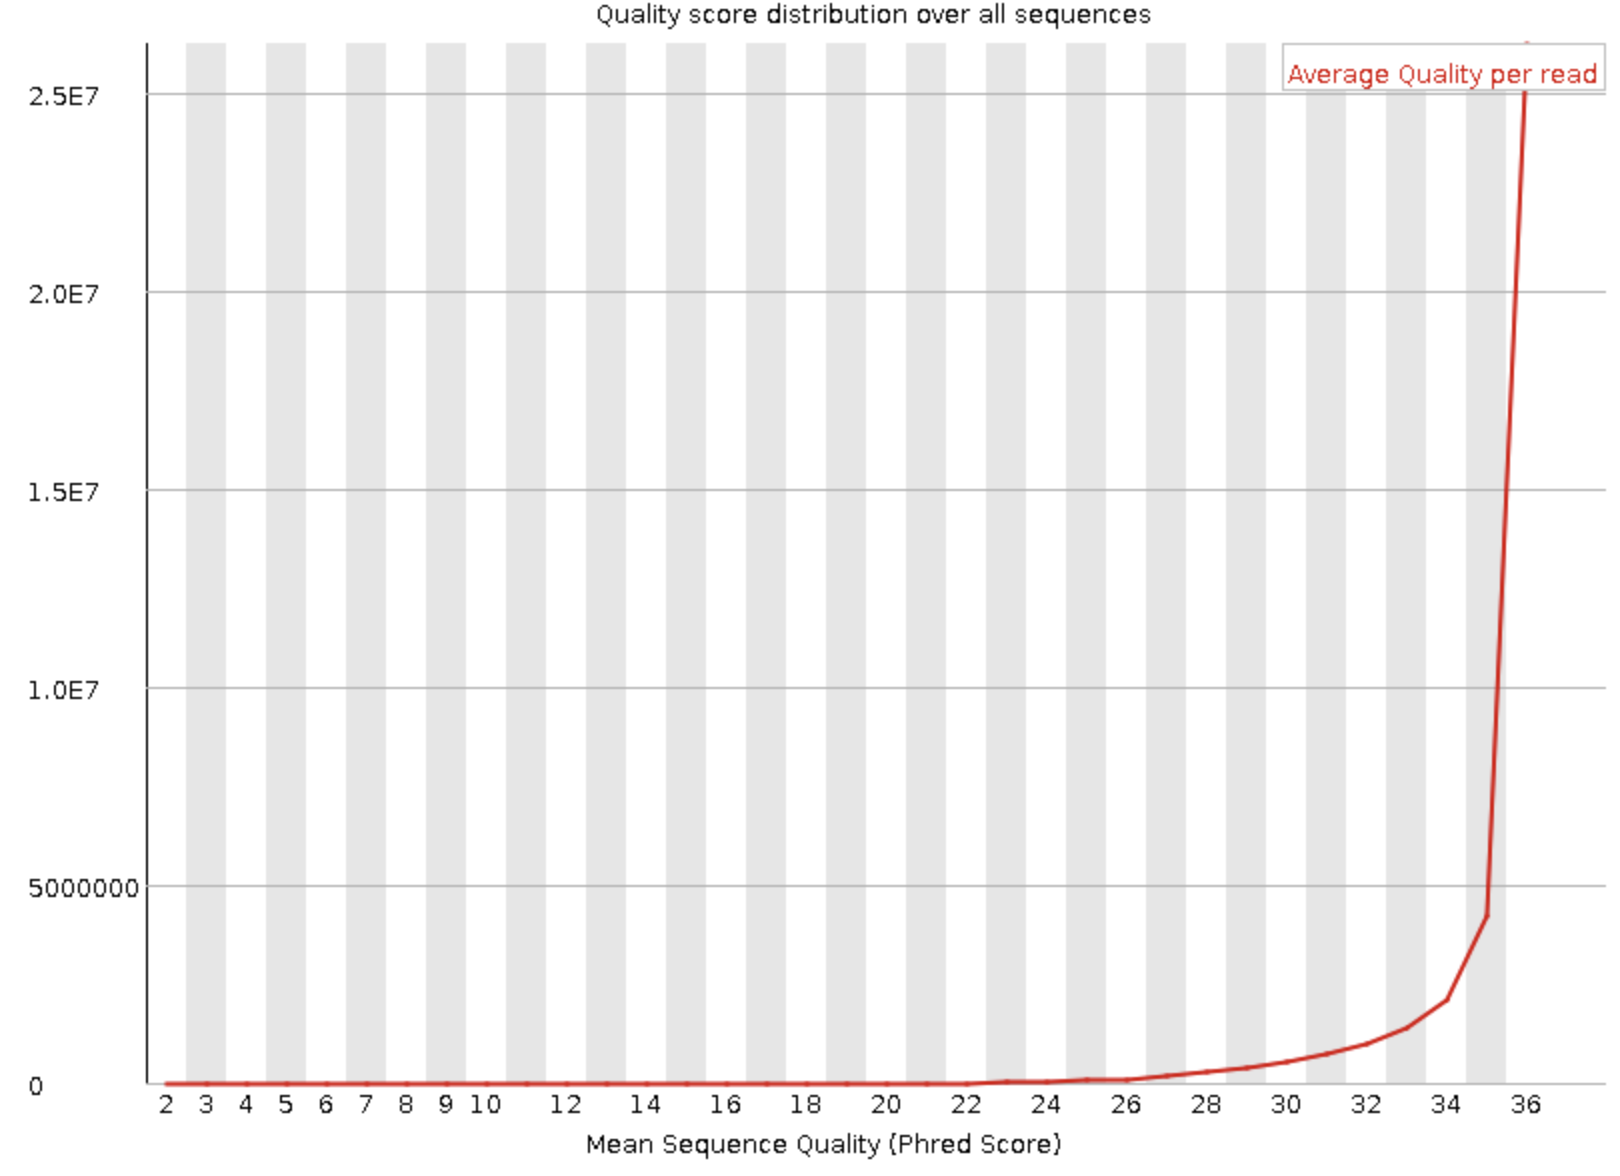 Quality score distribution over all sequences
Average Quality per read
2.5E7
2.0E7
1.5E7
1.0E7
5000000
0
2 3 4 5 6 7 8 9 10 12 14 16 18 20 22 24 26 28 30 32 34 36
Mean Sequence Quality (Phred Score)